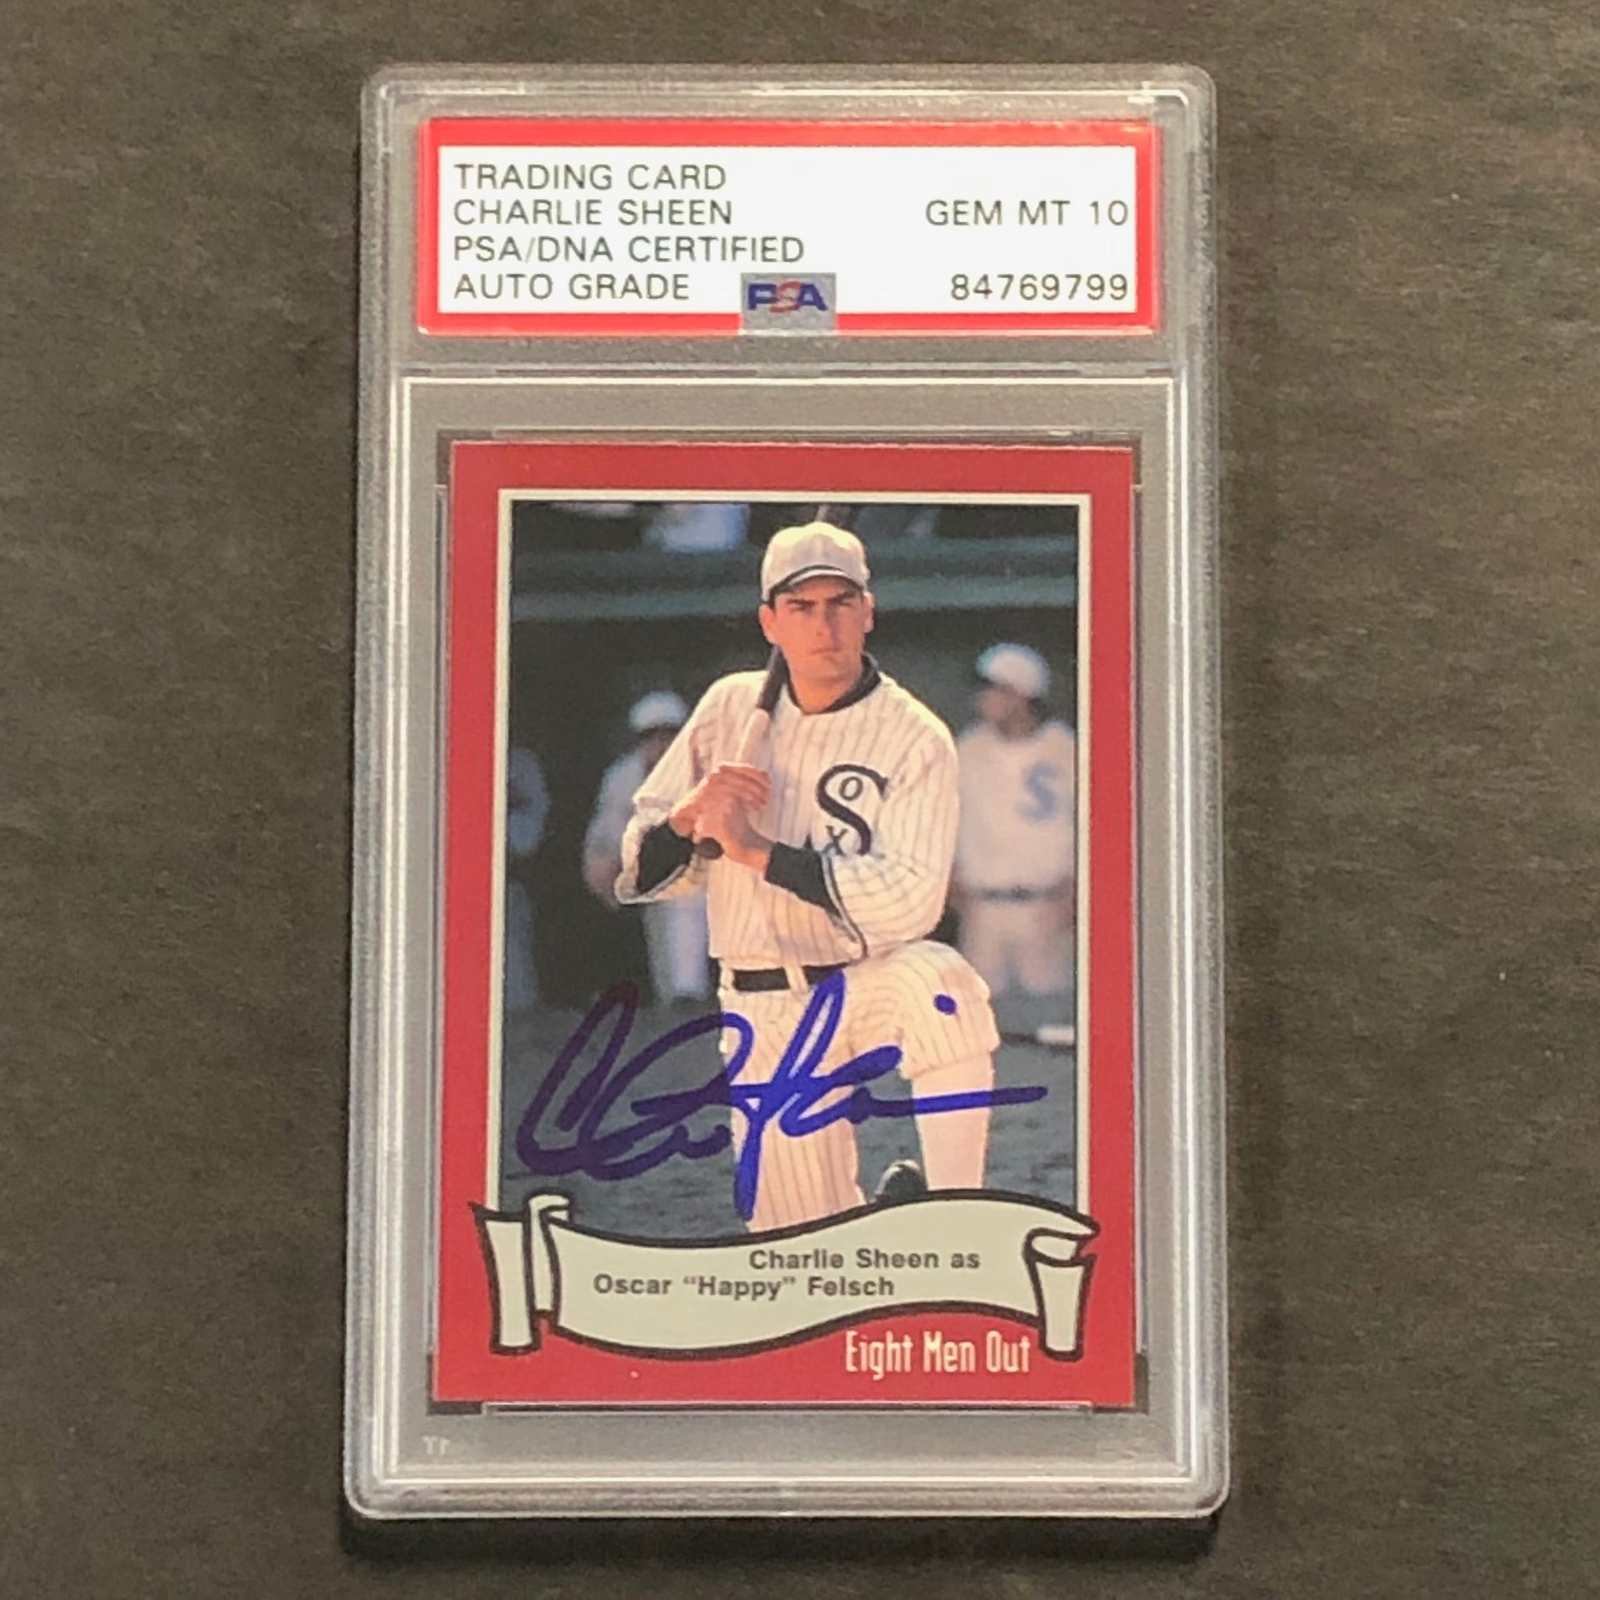 TRADING CARD
CHARLIE SHEEN
GEM MT 10
PSA/DNA CERTIFIED
AUTO GRADE
PSA
84769799
Sox
S
Charlie Sheen as
Oscar “Happy” Felsch
Eight Men Out